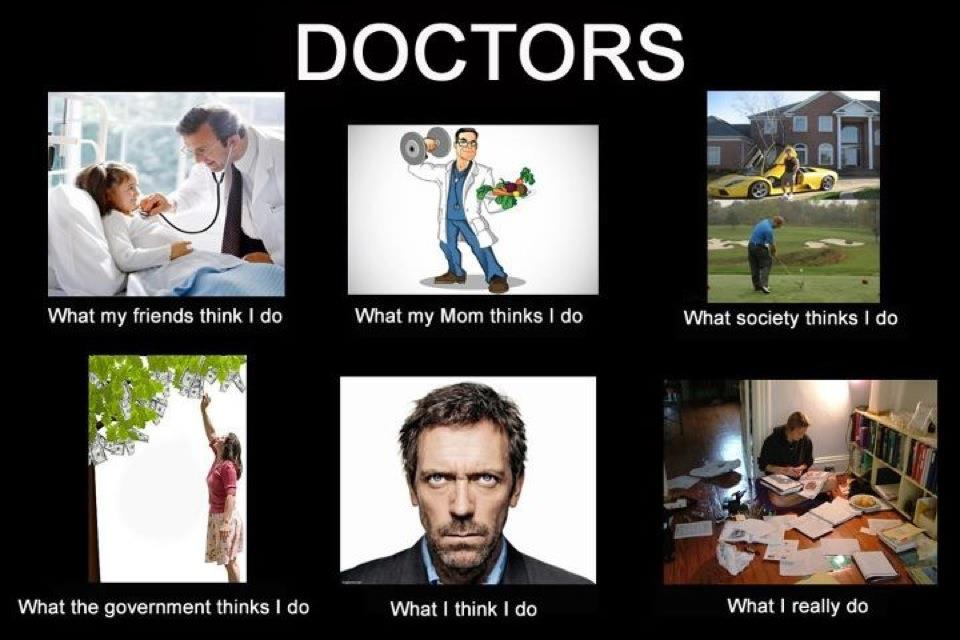 DOCTORS
What my friends think I do
What my Mom thinks I do
What society thinks I do
What the government thinks I do
What I think I do
What I really do